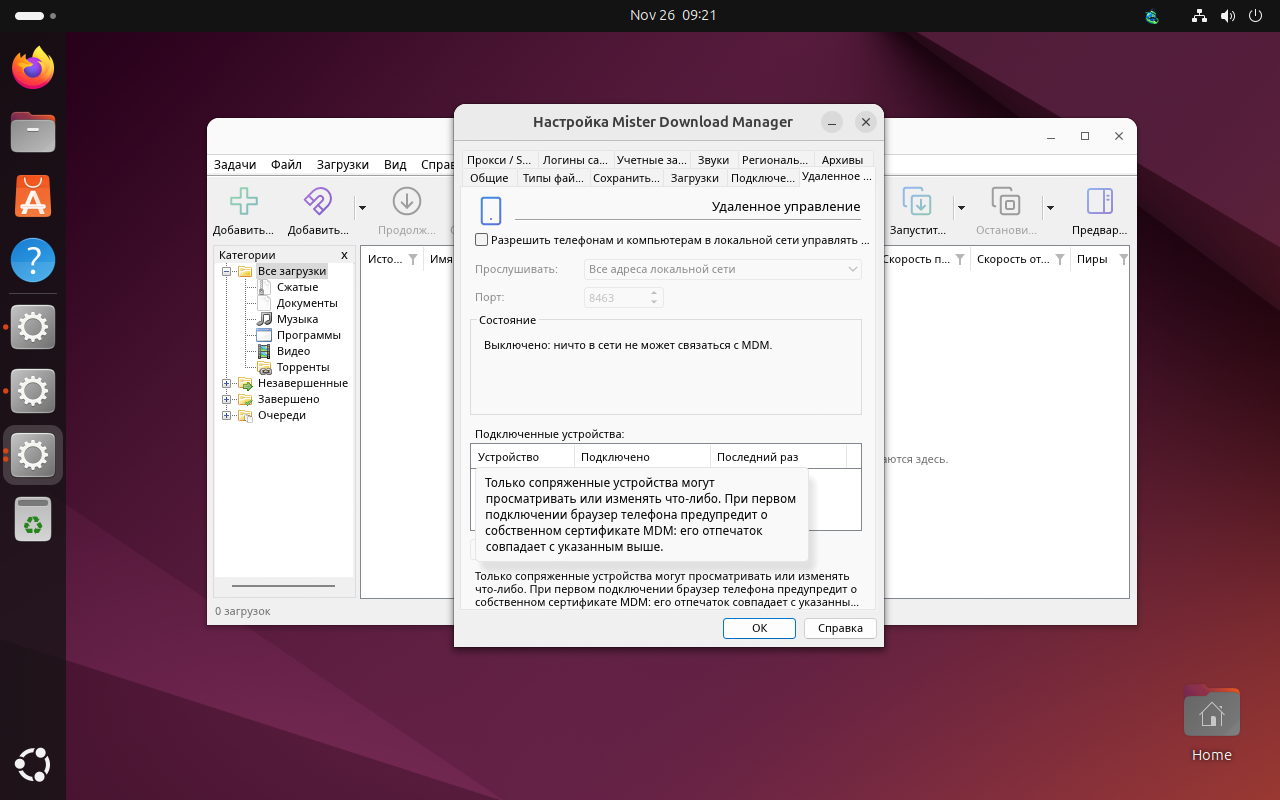 Nov 26 09:21
Настройка Mister Download Manager
Задачи Файл Загрузки Вид Спра
Прокси / S... Логины са... Учетные за... Звуки Региональ... Архивы
Общие Типы фай... Сохранить... Загрузки Подключе... Удаленное ...
Добавить... Добавить... Продолж... Запустит... Останови... Предвар...
Удаленное управление
Категории x
Исто... Имя Скорость п... Скорость от... Пиры
Все загрузки
Сжатые
Документы
Музыка
Программы
Видео
Торренты
Незавершенные
Завершено
Очереди
Разрешить телефонам и компьютерам в локальной сети управлять ...
Прослушивать: Все адреса локальной сети
Порт: 8463
Состояние
Выключено: ничто в сети не может связаться с MDM.
Подключенные устройства:
Устройство Подключено Последний раз
аются здесь.
Только сопряженные устройства могут
просматривать или изменять что-либо. При первом
подключении браузер телефона предупредит о
собственном сертификате MDM: его отпечаток
совпадает с указанным выше.
Только сопряженные устройства могут просматривать или изменять
что-либо. При первом подключении браузер телефона предупредит о
собственном сертификате MDM: его отпечаток совпадает с указанны...
0 загрузок
OK Справка
Home